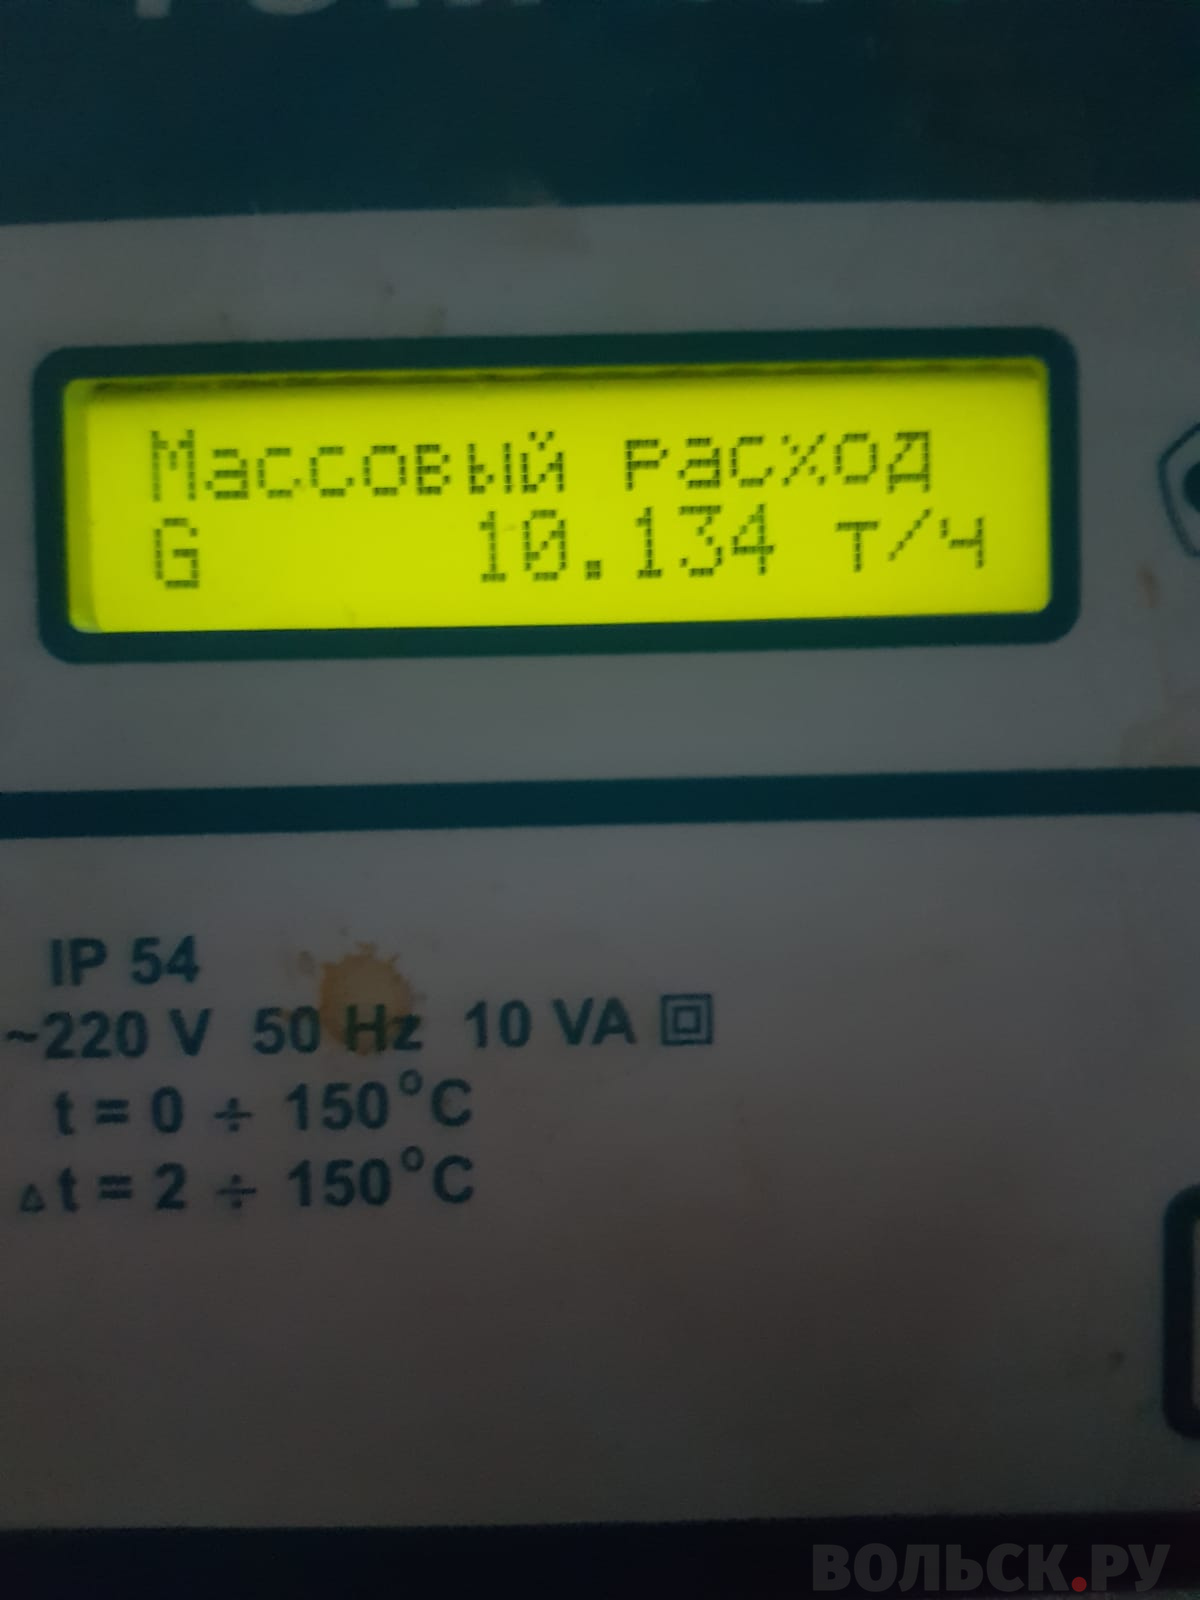 Массовый расход
G 10.134 т/ч
IP 54
~220 V 50 Hz 10 VA
t = 0 ÷ 150°C
Δt = 2 ÷ 150°C
ВОЛЬСК.РУ